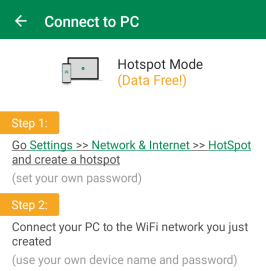 Connect to PC
Hotspot Mode
(Data Free!)
Step 1:
Go Settings >> Network & Internet >> HotSpot
and create a hotspot
(set your own password)
Step 2:
Connect your PC to the WiFi network you just
created
(use your own device name and password)